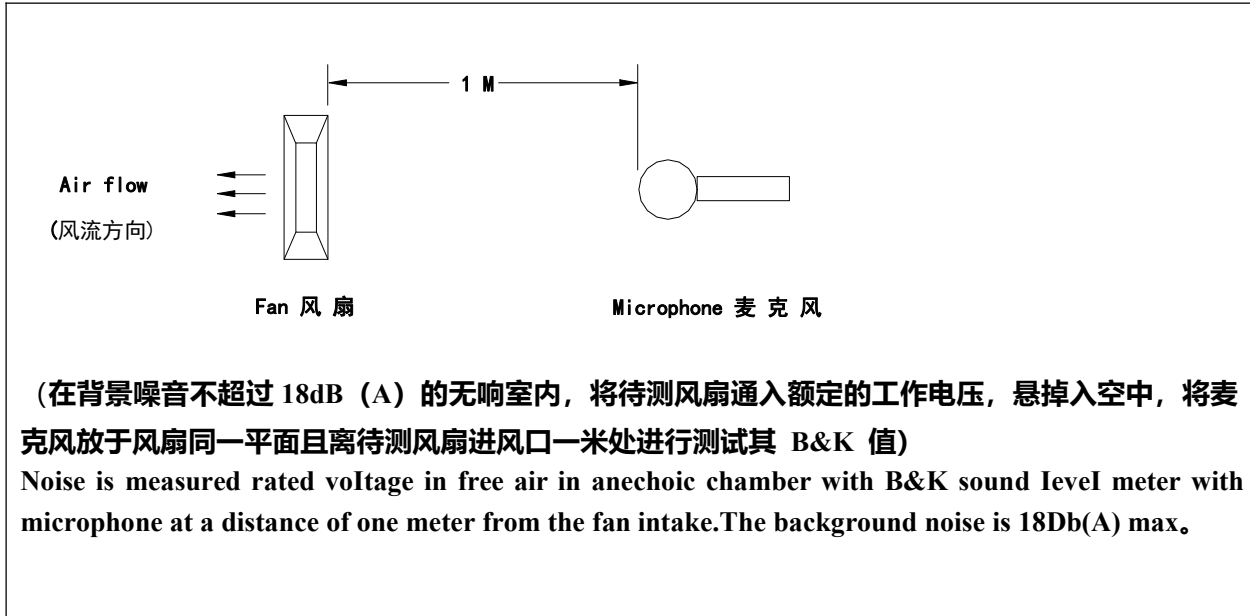 1 M
Air flow
(风流方向)
Fan 风 扇
Microphone 麦 克 风
（在背景噪音不超过 18dB（A）的无响室内，将待测风扇通入额定的工作电压，悬掉入空中，将麦
克风放于风扇同一平面且离待测风扇进风口一米处进行测试其 B&K 值)
Noise is measured rated voItage in free air in anechoic chamber with B&K sound IeveI meter with
microphone at a distance of one meter from the fan intake.The background noise is 18Db(A) max。